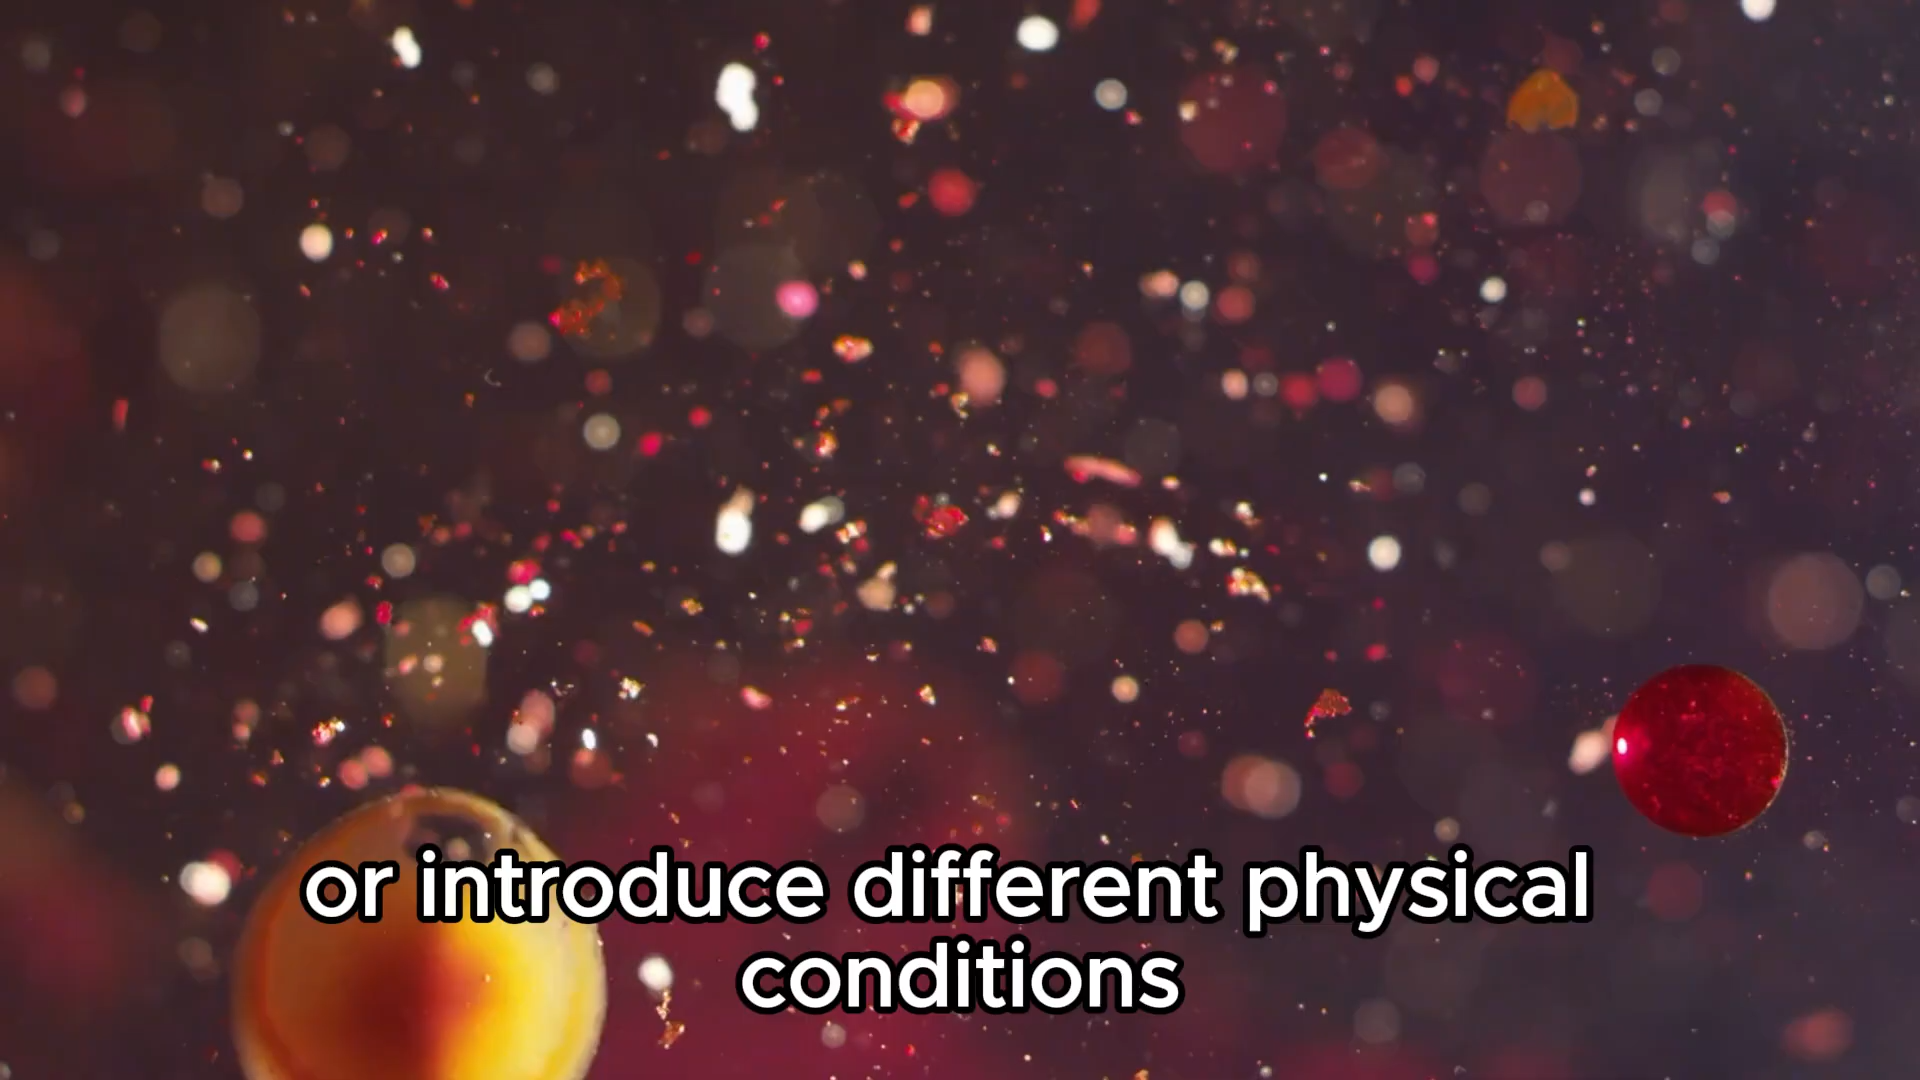 or introduce different physical
conditions